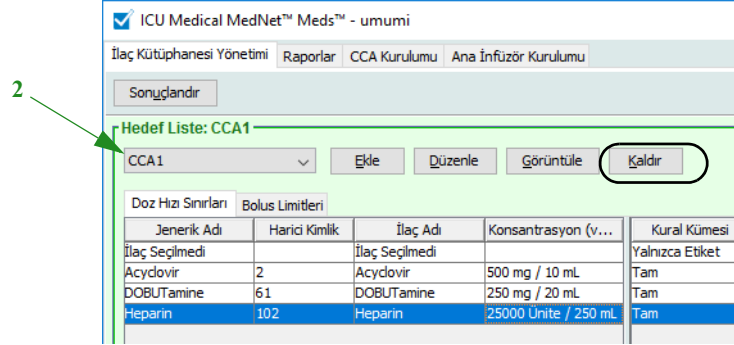 ICU Medical MedNet™ Meds™ - umumi
İlaç Kütüphanesi Yönetimi Raporlar CCA Kurulumu Ana İnfüzör Kurulumu
2
Sonuçlandır
Hedef Liste: CCA1
CCA1 Ekle Düzenle Görüntüle Kaldır
Doz Hızı Sınırları Bolus Limitleri
Jenerik Adı Harici Kimlik İlaç Adı Konsantrasyon (v... Kural Kümesi
İlaç Seçilmedi İlaç Seçilmedi Yalnızca Etiket
Acyclovir 2 Acyclovir 500 mg / 10 mL Tam
DOBUTamine 61 DOBUTamine 250 mg / 20 mL Tam
Heparin 102 Heparin 25000 Ünite / 250 mL Tam